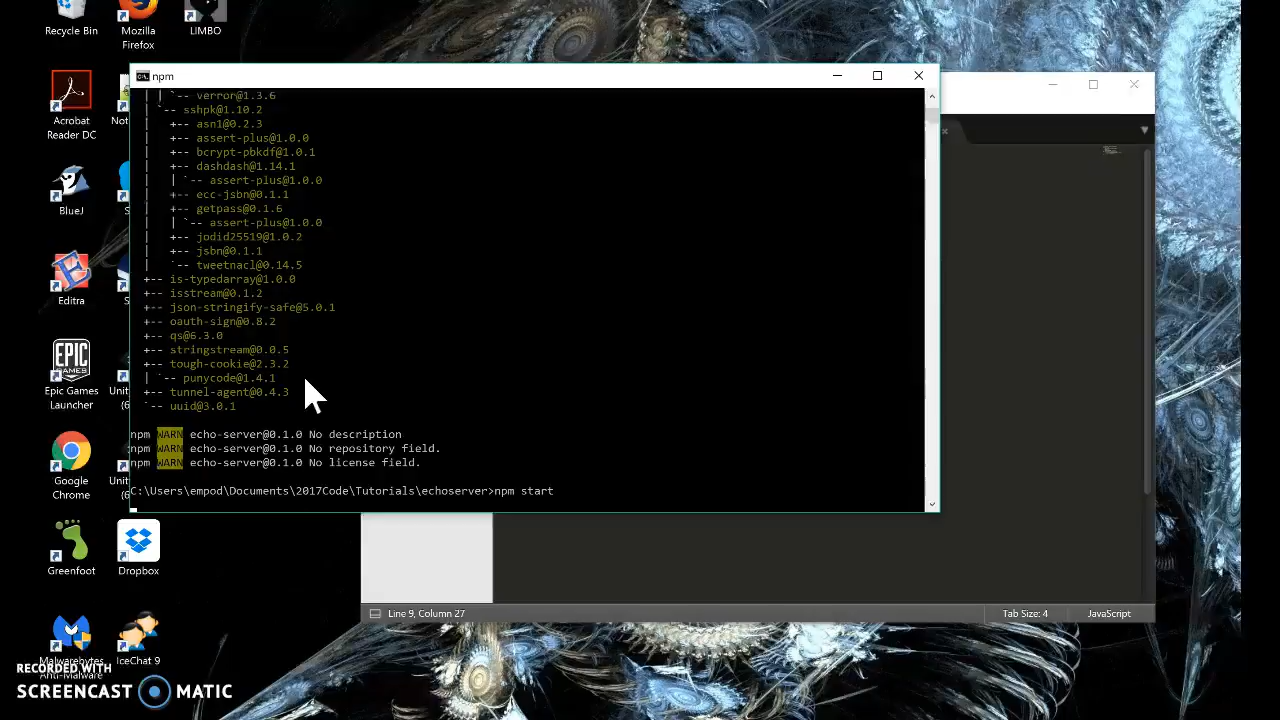 Recycle Bin
Mozilla
Firefox
LIMBO
npm
| | `-- verror@1.3.6
`-- sshpk@1.10.2
+-- asn1@0.2.3
+-- assert-plus@1.0.0
+-- bcrypt-pbkdf@1.0.1
+-- dashdash@1.14.1
| `-- assert-plus@1.0.0
+-- ecc-jsbn@0.1.1
+-- getpass@0.1.6
| `-- assert-plus@1.0.0
+-- jodid25519@1.0.2
+-- jsbn@0.1.1
`-- tweetnacl@0.14.5
+-- is-typedarray@1.0.0
+-- isstream@0.1.2
+-- json-stringify-safe@5.0.1
+-- oauth-sign@0.8.2
+-- qs@6.3.0
+-- stringstream@0.0.5
+-- tough-cookie@2.3.2
| `-- punycode@1.4.1
+-- tunnel-agent@0.4.3
`-- uuid@3.0.1
npm WARN echo-server@0.1.0 No description
npm WARN echo-server@0.1.0 No repository field.
npm WARN echo-server@0.1.0 No license field.
C:\Users\empod\Documents\2017Code\Tutorials\echoserver>npm start
Acrobat
Reader DC
Not
BlueJ
S
Editra
S
Epic Games
Launcher
Unit
(6
Google
Chrome
Unit
(6
Greenfoot
Dropbox
Malwarebytes
Anti-Malware
IceChat 9
Line 9, Column 27
Tab Size: 4
JavaScript
RECORDED WITH
SCREENCAST MATIC